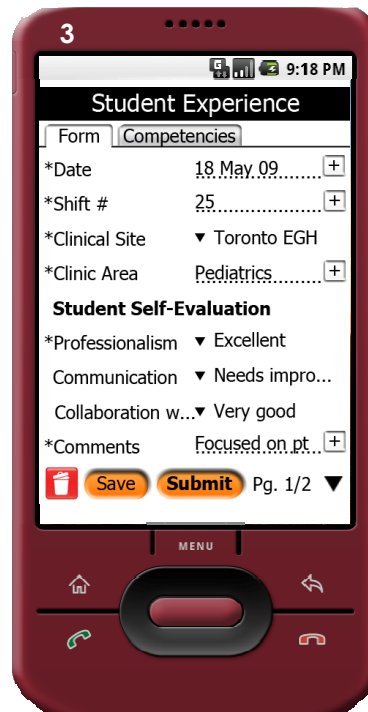 3
9:18 PM
Student Experience
Form Competencies
*Date 18 May 09 +
*Shift # 25 +
*Clinical Site ▼ Toronto EGH
*Clinic Area Pediatrics +
Student Self-Evaluation
*Professionalism ▼ Excellent
Communication ▼ Needs impro...
Collaboration w... ▼ Very good
*Comments Focused on pt +
Save Submit Pg. 1/2 ▼
MENU